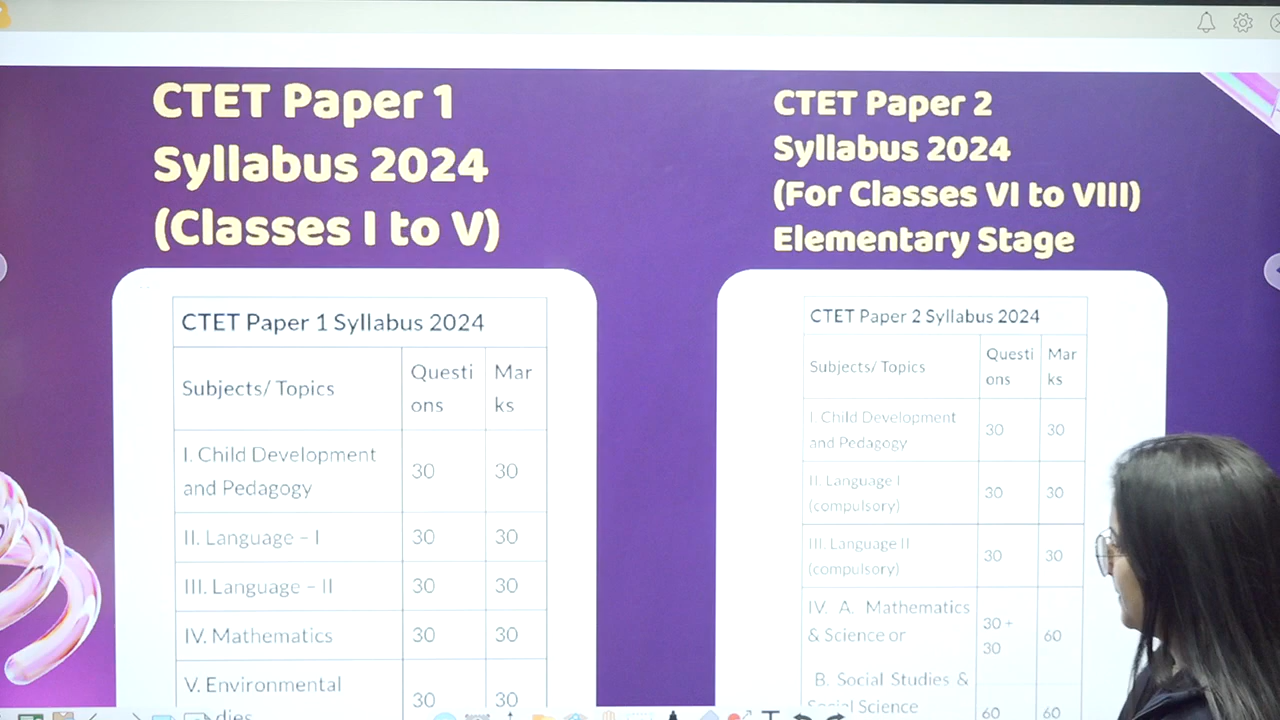 CTET Paper 1
Syllabus 2024
(Classes I to V)
CTET Paper 1 Syllabus 2024
Subjects/ Topics
Questi
ons
Mar
ks
I. Child Development
and Pedagogy
30
30
II. Language – I
30
30
III. Language – II
30
30
IV. Mathematics
30
30
V. Environmental
dies
30
30
CTET Paper 2
Syllabus 2024
(For Classes VI to VIII)
Elementary Stage
CTET Paper 2 Syllabus 2024
Subjects/ Topics
Questi
ons
Mar
ks
I. Child Development
and Pedagogy
30
30
II. Language I
(compulsory)
30
30
III. Language II
(compulsory)
30
30
IV. A. Mathematics
& Science or
30 +
30
60
B. Social Studies &
Social Science
60
60